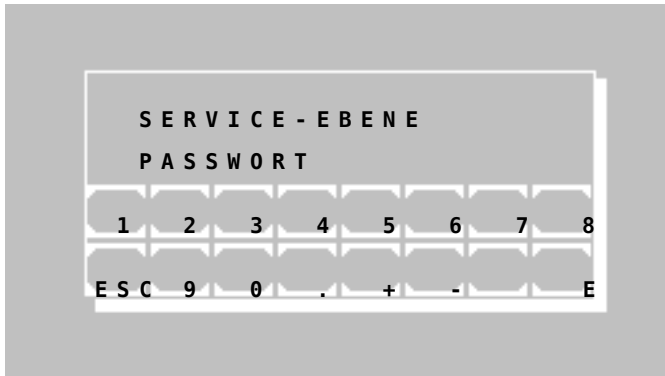 SERVICE-EBENE
PASSWORT
1 2 3 4 5 6 7 8
ESC 9 0 . + - E